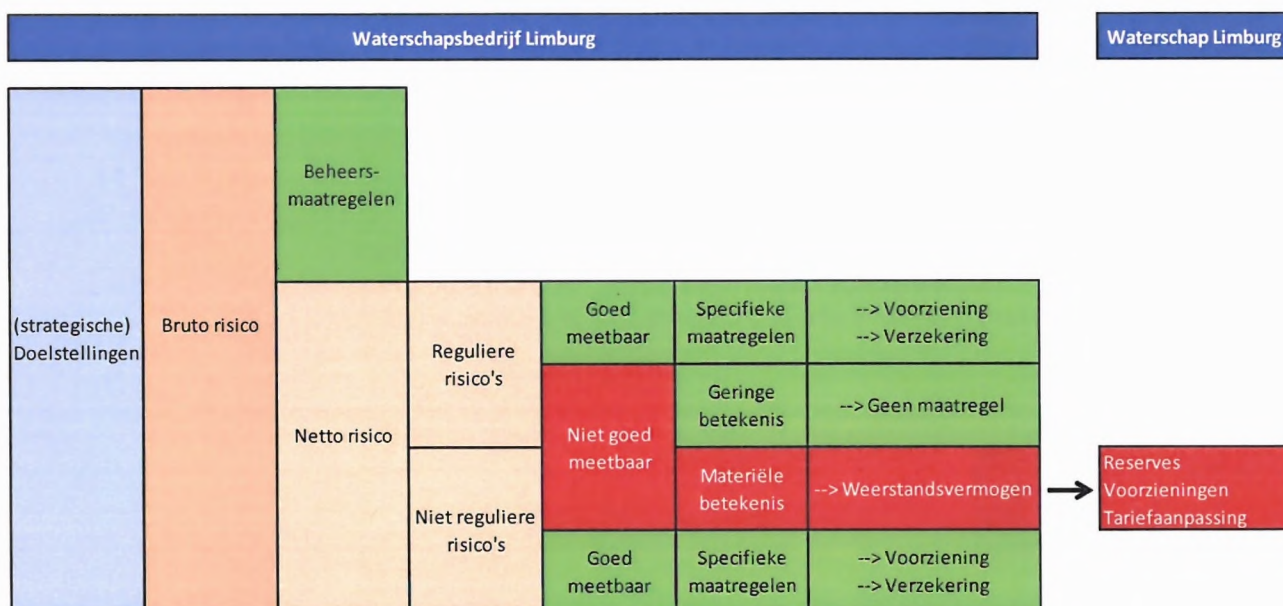 Waterschapsbedrijf Limburg
Waterschap Limburg
(strategische)
Doelstellingen
Bruto risico
Beheers-
maatregelen
Netto risico
Reguliere
risico's
Niet reguliere
risico's
Goed
meetbaar
Specifieke
maatregelen
--> Voorziening
--> Verzekering
Niet goed
meetbaar
Geringe
betekenis
--> Geen maatregel
Materiële
betekenis
--> Weerstandsvermogen
Reserves
Voorzieningen
Tariefaanpassing
Goed
meetbaar
Specifieke
maatregelen
--> Voorziening
--> Verzekering